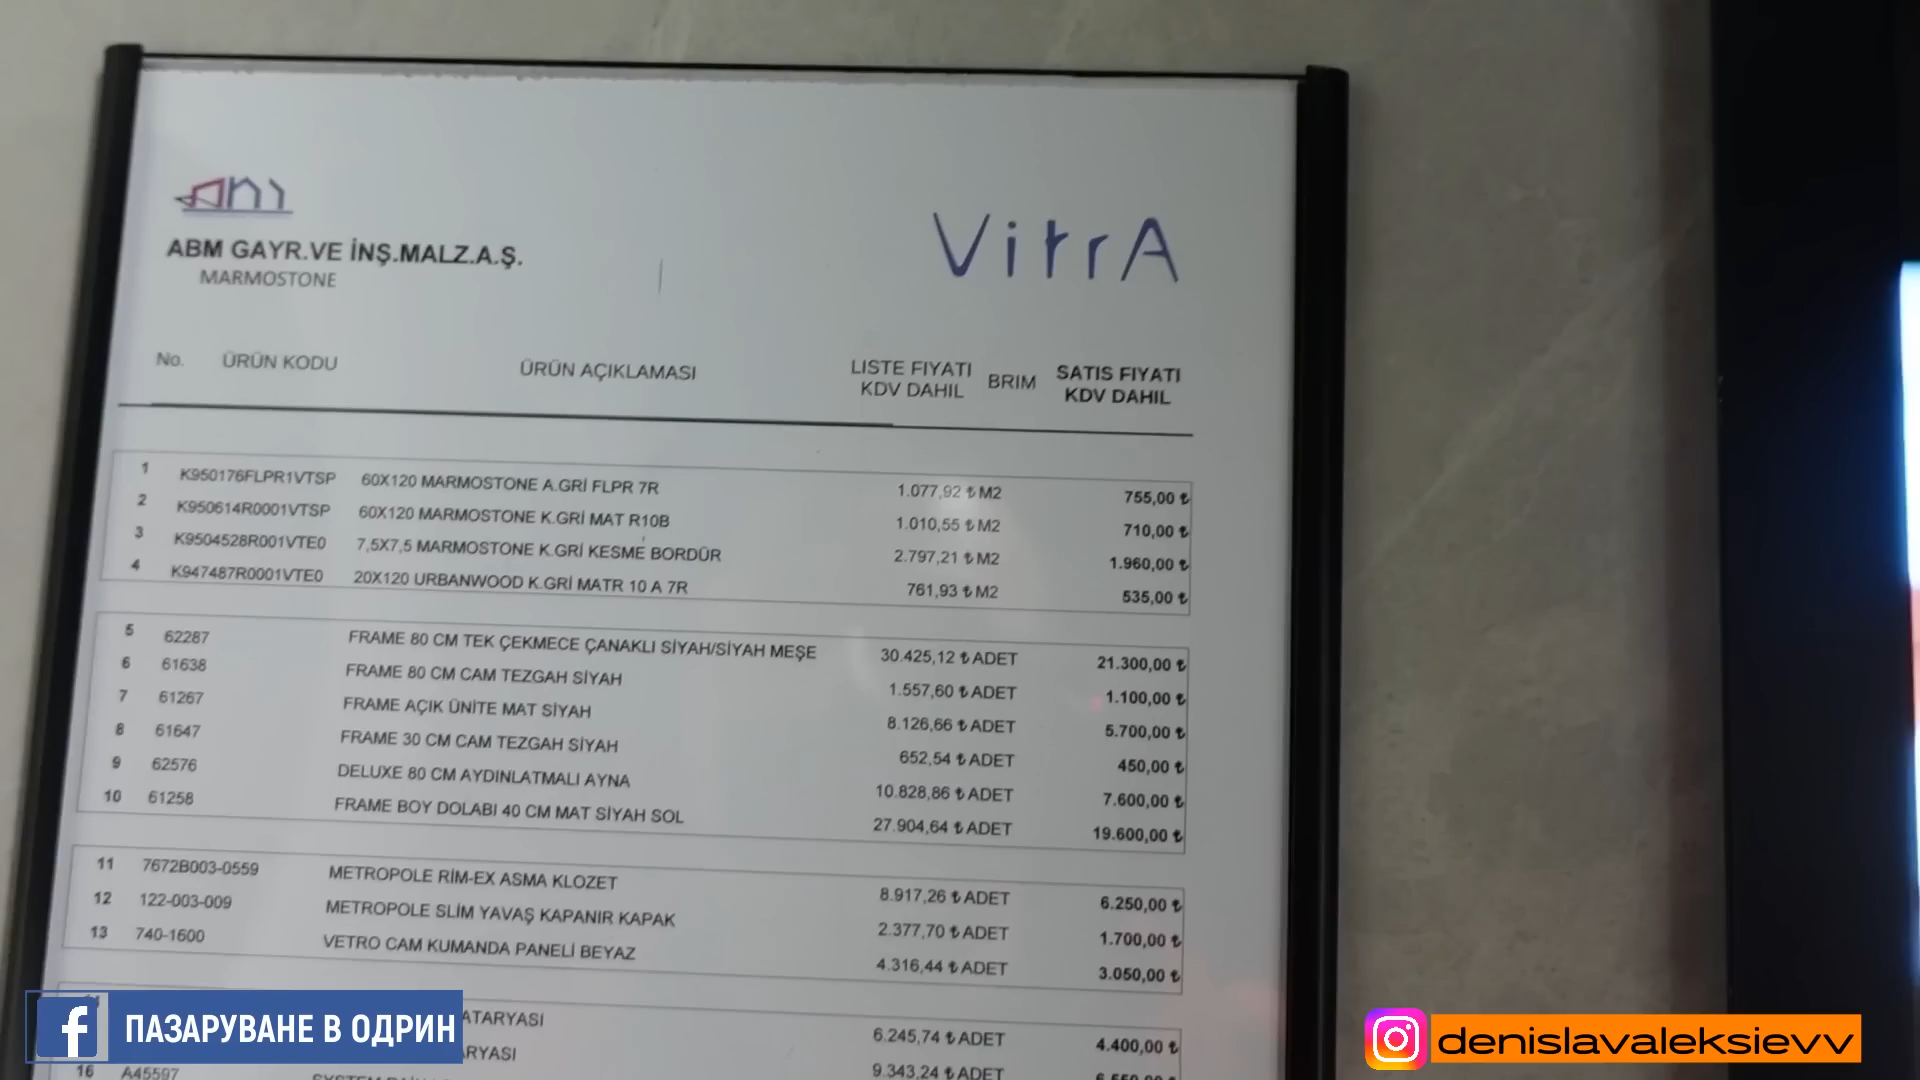 ABM GAYR.VE İNŞ.MALZ.A.Ş.
MARMOSTONE
VitrA
No. ÜRÜN KODU ÜRÜN AÇIKLAMASI LISTE FIYATI KDV DAHIL BRIM SATIS FIYATI KDV DAHIL
1 K950176FLPR1VTSP 60X120 MARMOSTONE A.GRİ FLPR 7R 1.077,92 ₺ M2 755,00 ₺
2 K950614R0001VTSP 60X120 MARMOSTONE K.GRİ MAT R10B 1.010,55 ₺ M2 710,00 ₺
3 K9504528R001VTE0 7,5X7,5 MARMOSTONE K.GRİ KESME BORDÜR 2.797,21 ₺ M2 1.960,00 ₺
4 K947487R0001VTE0 20X120 URBANWOOD K.GRİ MATR 10 A 7R 761,93 ₺ M2 535,00 ₺
5 62287 FRAME 80 CM TEK ÇEKMECE ÇANAKLI SİYAH/SİYAH MEŞE 30.425,12 ₺ ADET 21.300,00 ₺
6 61638 FRAME 80 CM CAM TEZGAH SİYAH 1.557,60 ₺ ADET 1.100,00 ₺
7 61267 FRAME AÇIK ÜNİTE MAT SİYAH 8.126,66 ₺ ADET 5.700,00 ₺
8 61647 FRAME 30 CM CAM TEZGAH SİYAH 652,54 ₺ ADET 450,00 ₺
9 62576 DELUXE 80 CM AYDINLATMALI AYNA 10.828,86 ₺ ADET 7.600,00 ₺
10 61258 FRAME BOY DOLABI 40 CM MAT SİYAH SOL 27.904,64 ₺ ADET 19.600,00 ₺
11 7672B003-0559 METROPOLE RİM-EX ASMA KLOZET 8.917,26 ₺ ADET 6.250,00 ₺
12 122-003-009 METROPOLE SLİM YAVAŞ KAPANIR KAPAK 2.377,70 ₺ ADET 1.700,00 ₺
13 740-1600 VETRO CAM KUMANDA PANELİ BEYAZ 4.316,44 ₺ ADET 3.050,00 ₺
ATARYASI 6.245,74 ₺ ADET 4.400,00 ₺
ARYASI 9.343,24 ₺ ADET
16 A45597
ПАЗАРУВАНЕ В ОДРИН
denislavaleksievv